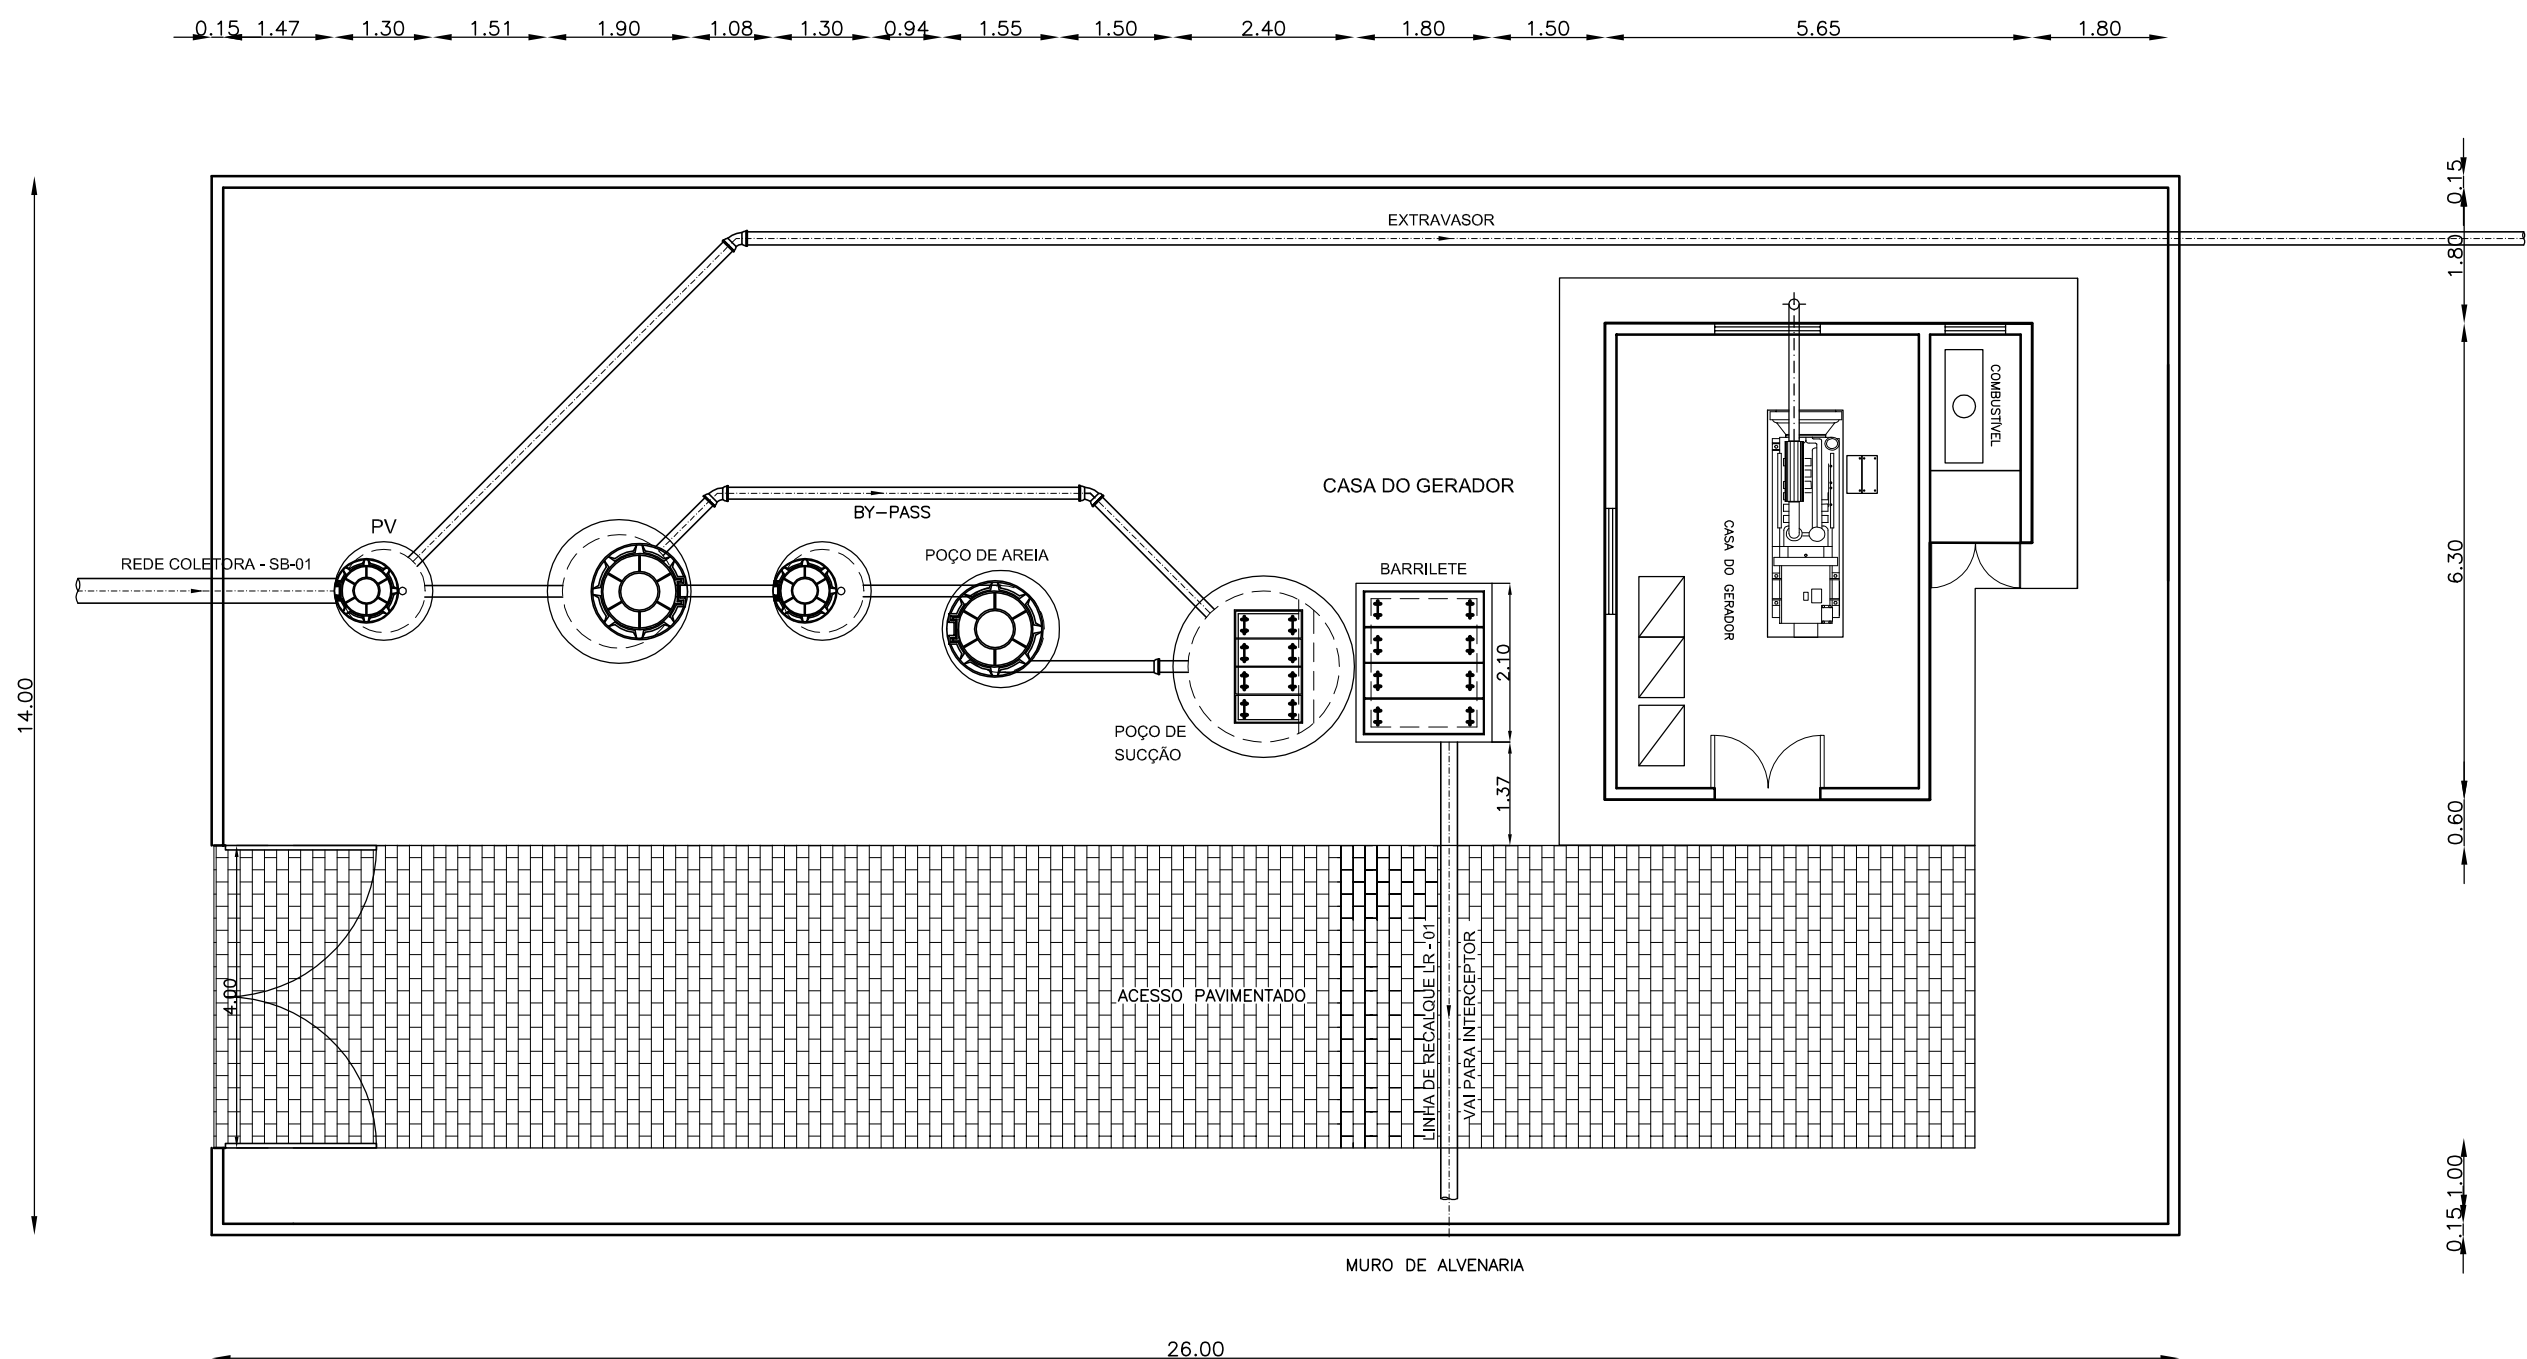 0.15 1.47 1.30 1.51 1.90 1.08 1.30 0.94 1.55 1.50 2.40 1.80 1.50 5.65 1.80
0.15
EXTRAVASOR
1.80
COMBUSTÍVEL
CASA DO GERADOR
PV
BY-PASS
CASA DO GERADOR
POÇO DE AREIA
REDE COLETORA - SB-01
BARRILETE
6.30
2.10
14.00
POÇO DE
SUCÇÃO
1.37
0.60
4.00
ACESSO PAVIMENTADO
LINHA DE RECALQUE LR - 01
VAI PARA INTERCEPTOR
1.00
0.15
MURO DE ALVENARIA
26.00